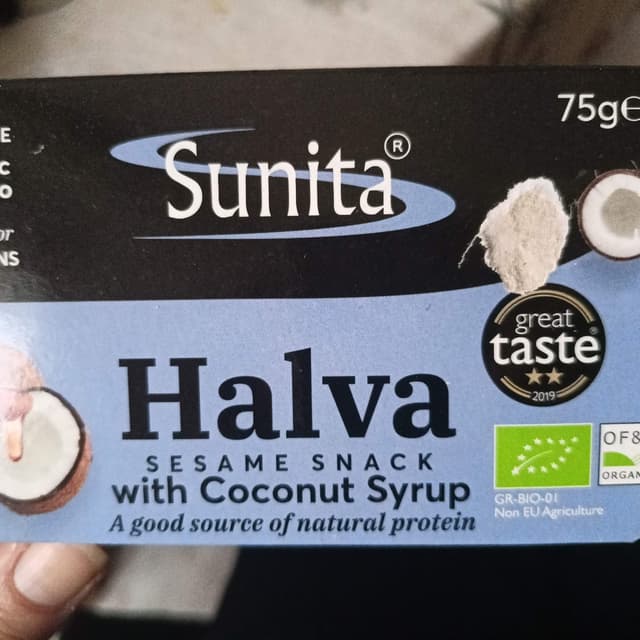 75g℮
Sunita®
great
taste®
2019
Halva
SESAME SNACK
with Coconut Syrup
A good source of natural protein
OF&
GR-BIO-01
Non EU Agriculture